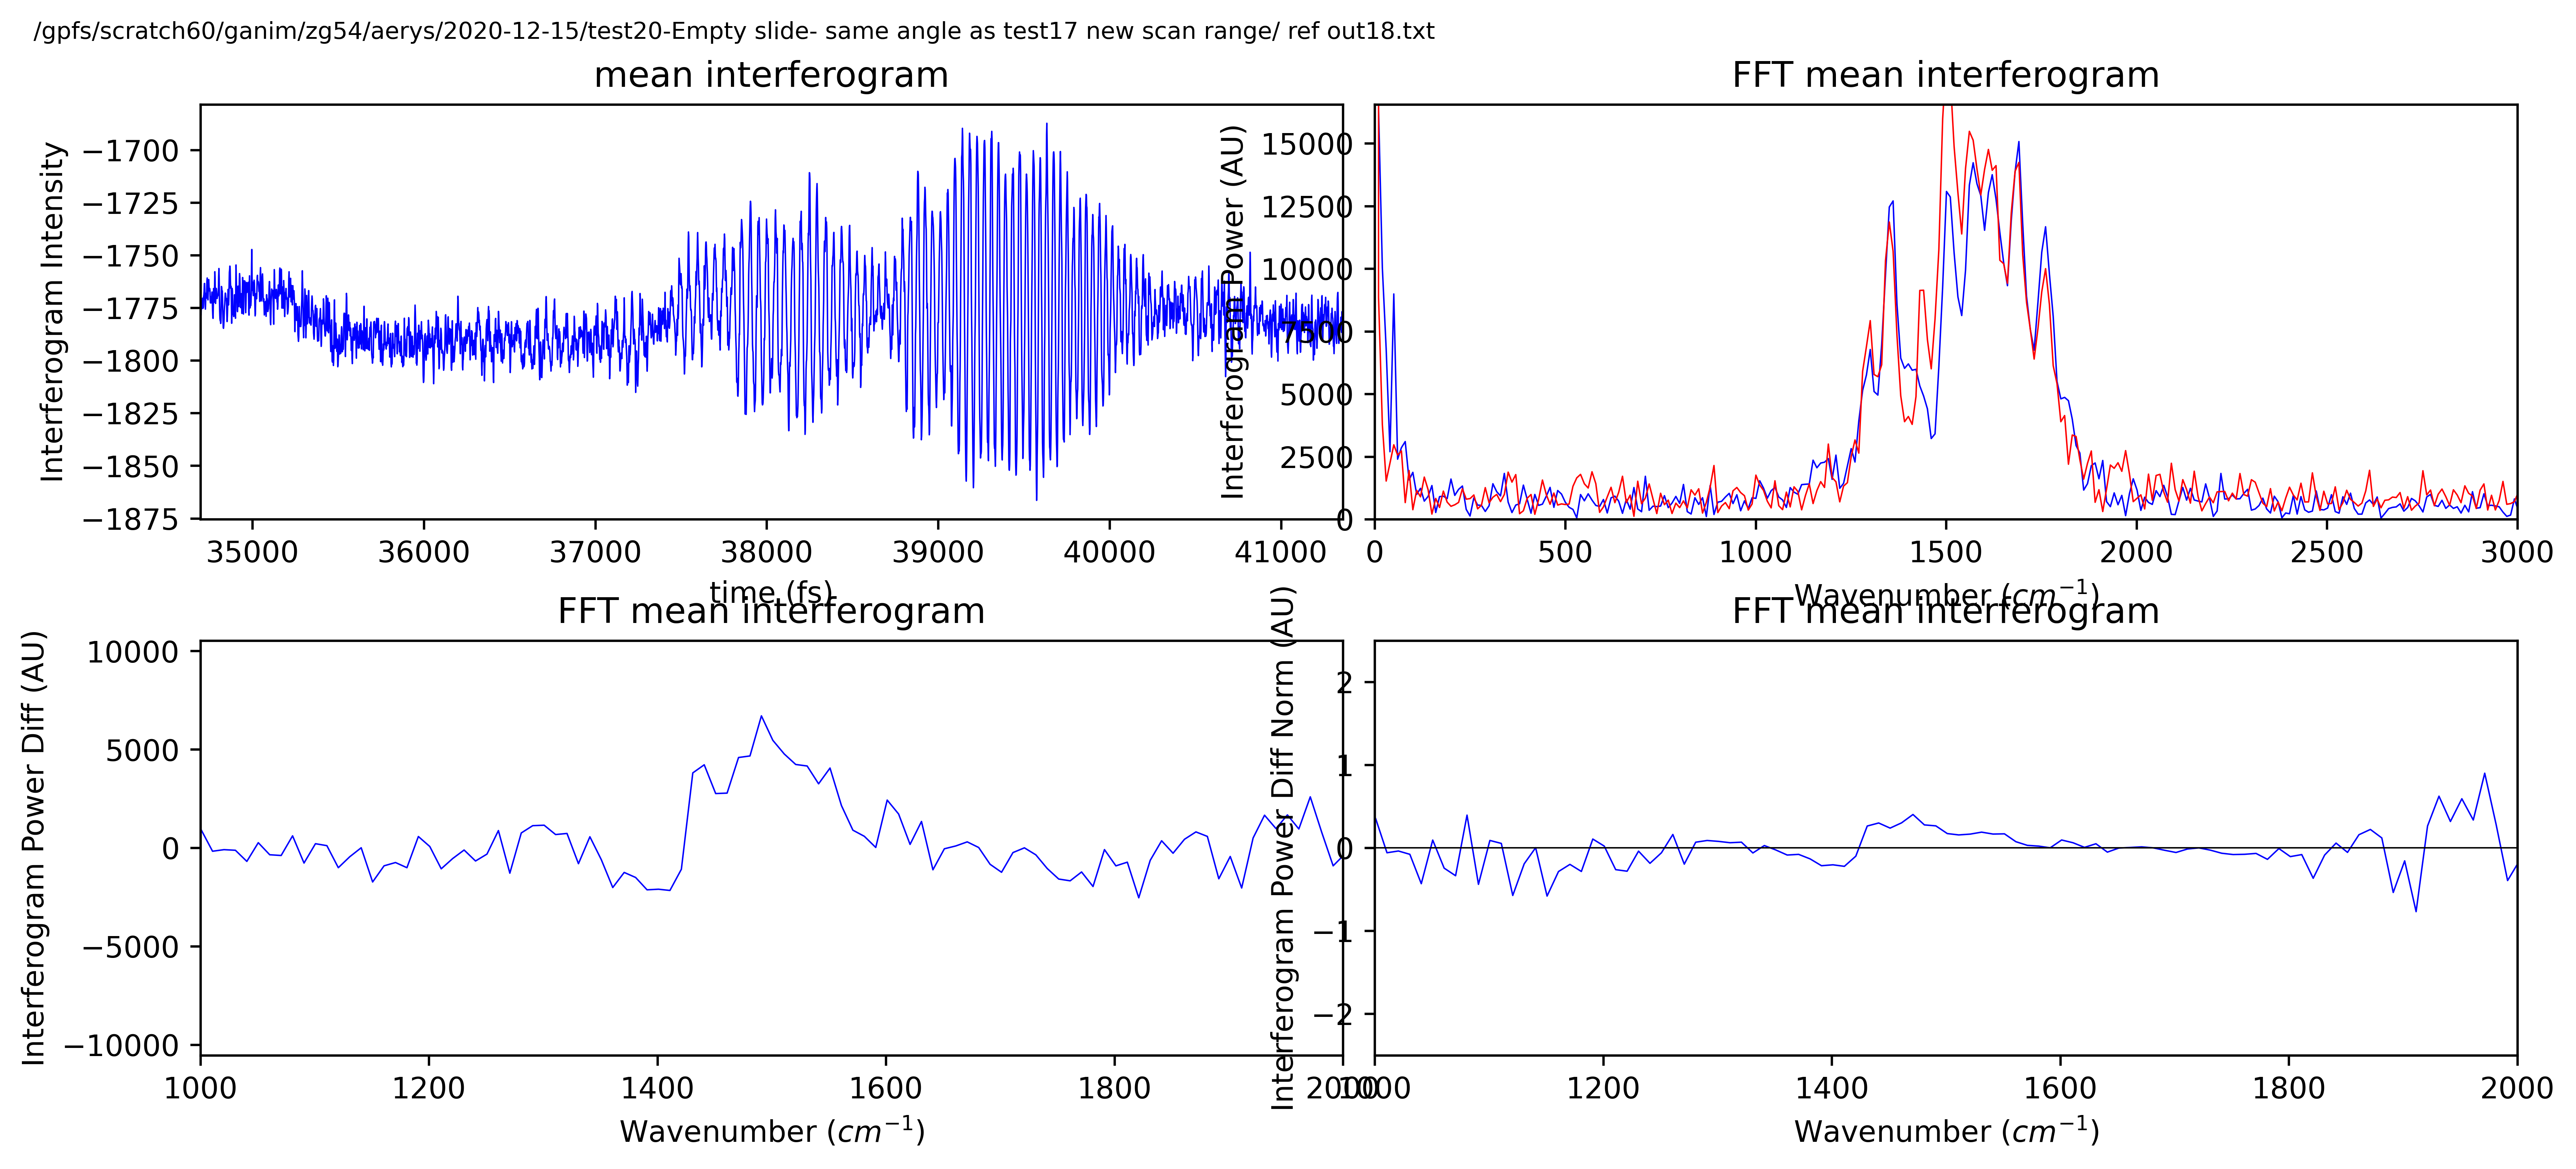 /gpfs/scratch60/ganim/zg54/aerys/2020-12-15/test20-Empty slide- same angle as test17 new scan range/ ref out18.txt
mean interferogram
Interferogram Intensity
−1700
−1725
−1750
−1775
−1800
−1825
−1850
−1875
35000 36000 37000 38000 39000 40000 41000
time (fs)
FFT mean interferogram
Interferogram Power (AU)
15000
12500
10000
7500
5000
2500
0
0 500 1000 1500 2000 2500 3000
Wavenumber (cm⁻¹)
FFT mean interferogram
Interferogram Power Diff (AU)
10000
5000
0
−5000
−10000
1000 1200 1400 1600 1800 2000
Wavenumber (cm⁻¹)
FFT mean interferogram
Interferogram Power Diff Norm (AU)
2
1
0
−1
−2
1000 1200 1400 1600 1800 2000
Wavenumber (cm⁻¹)